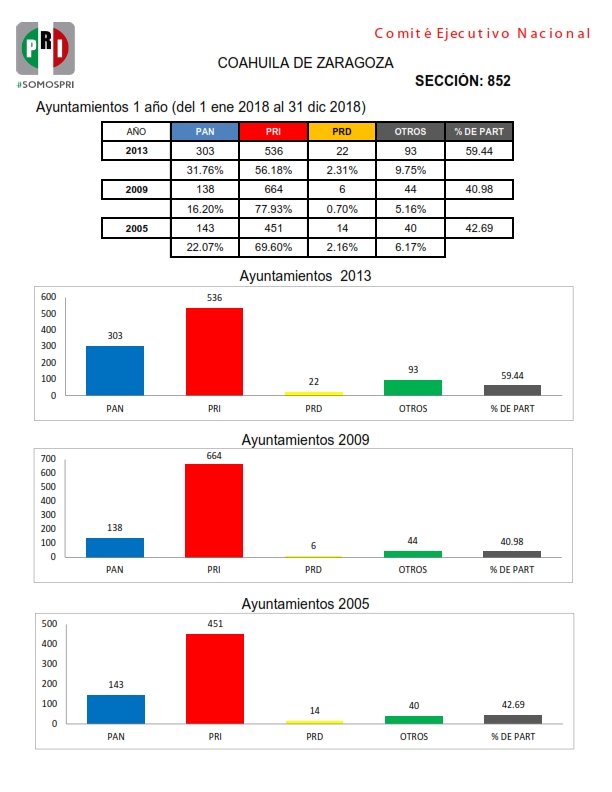 Comité Ejecutivo Nacional
PRI
#SOMOSPRI
COAHUILA DE ZARAGOZA
SECCIÓN: 852
Ayuntamientos 1 año (del 1 ene 2018 al 31 dic 2018)
AÑO PAN PRI PRD OTROS % DE PART
2013 303 536 22 93 59.44
31.76% 56.18% 2.31% 9.75%
2009 138 664 6 44 40.98
16.20% 77.93% 0.70% 5.16%
2005 143 451 14 40 42.69
22.07% 69.60% 2.16% 6.17%
Ayuntamientos 2013
600
500
400
300
200
100
0
303
536
22
93
59.44
PAN PRI PRD OTROS % DE PART
Ayuntamientos 2009
700
600
500
400
300
200
100
0
138
664
6
44
40.98
PAN PRI PRD OTROS % DE PART
Ayuntamientos 2005
500
400
300
200
100
0
143
451
14
40
42.69
PAN PRI PRD OTROS % DE PART